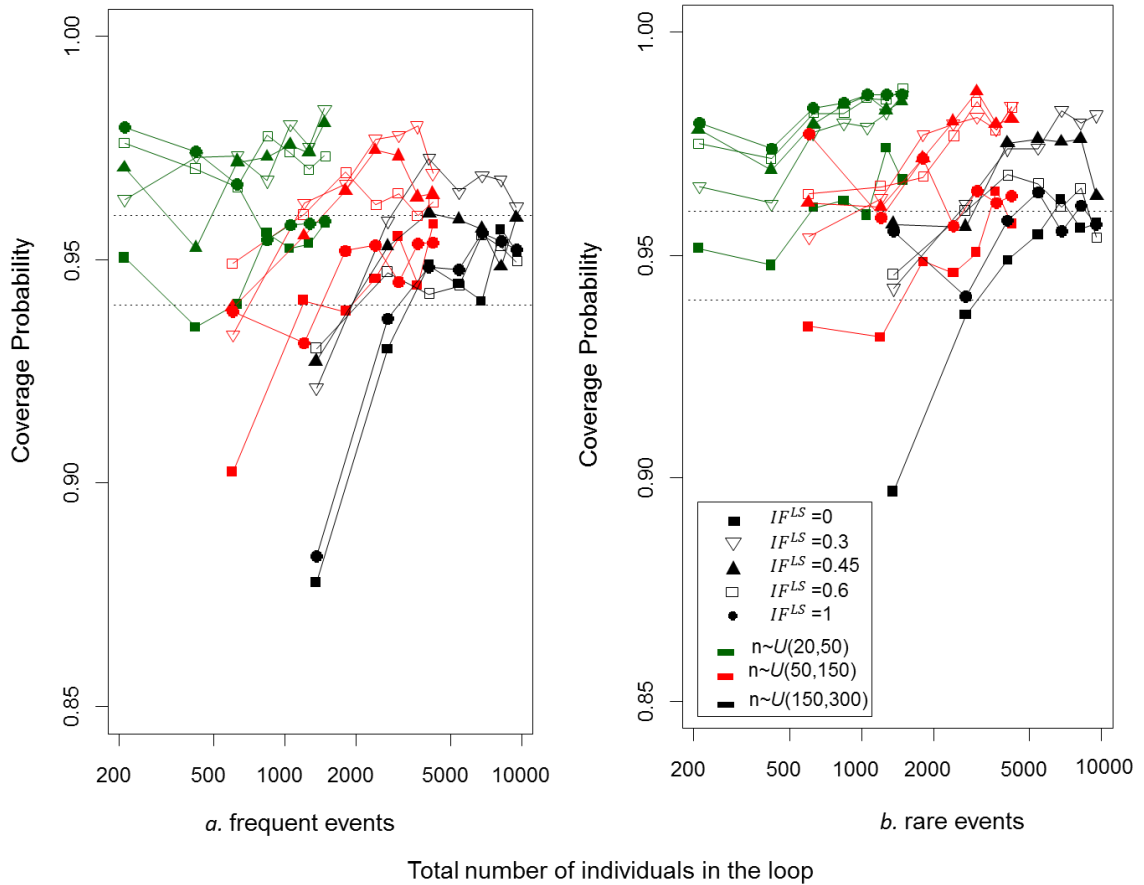 1.00
0.95
0.90
0.85
Coverage Probability
200 500 1000 2000 5000 10000
a. frequent events
1.00
0.95
0.90
0.85
Coverage Probability
IF^LS =0
IF^LS =0.3
IF^LS =0.45
IF^LS =0.6
IF^LS =1
n~U(20,50)
n~U(50,150)
n~U(150,300)
200 500 1000 2000 5000 10000
b. rare events
Total number of individuals in the loop